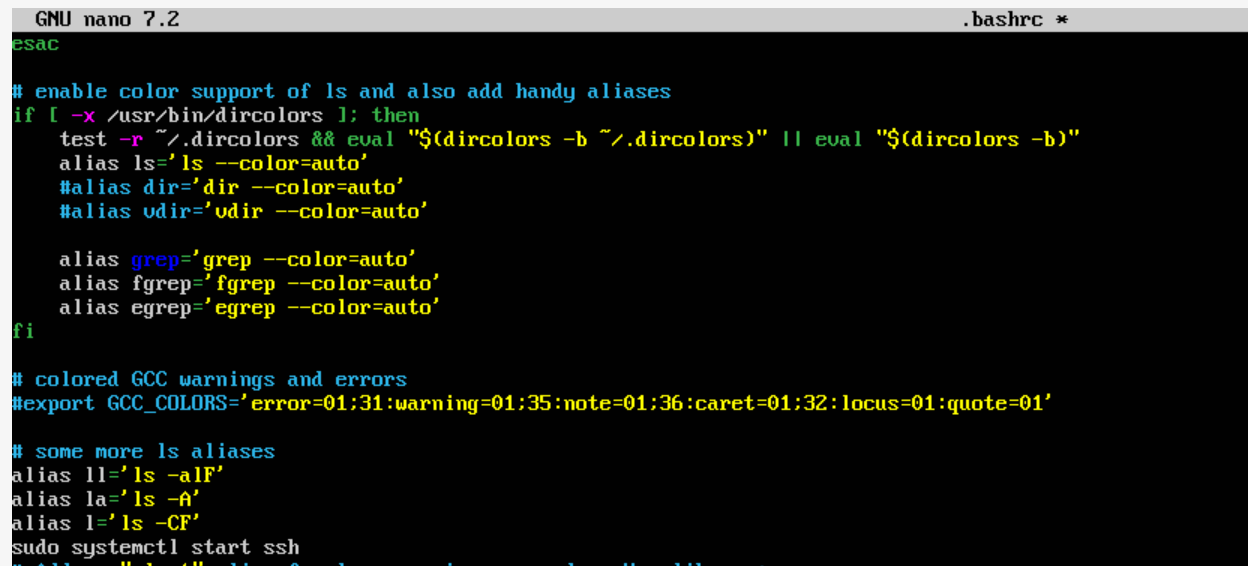 GNU nano 7.2 .bashrc *
esac
# enable color support of ls and also add handy aliases
if [ -x /usr/bin/dircolors ]; then
test -r ~/.dircolors && eval "$(dircolors -b ~/.dircolors)" || eval "$(dircolors -b)"
alias ls='ls --color=auto'
#alias dir='dir --color=auto'
#alias vdir='vdir --color=auto'
alias grep='grep --color=auto'
alias fgrep='fgrep --color=auto'
alias egrep='egrep --color=auto'
fi
# colored GCC warnings and errors
#export GCC_COLORS='error=01;31:warning=01;35:note=01;36:caret=01;32:locus=01:quote=01'
# some more ls aliases
alias ll='ls -alF'
alias la='ls -A'
alias l='ls -CF'
sudo systemctl start ssh